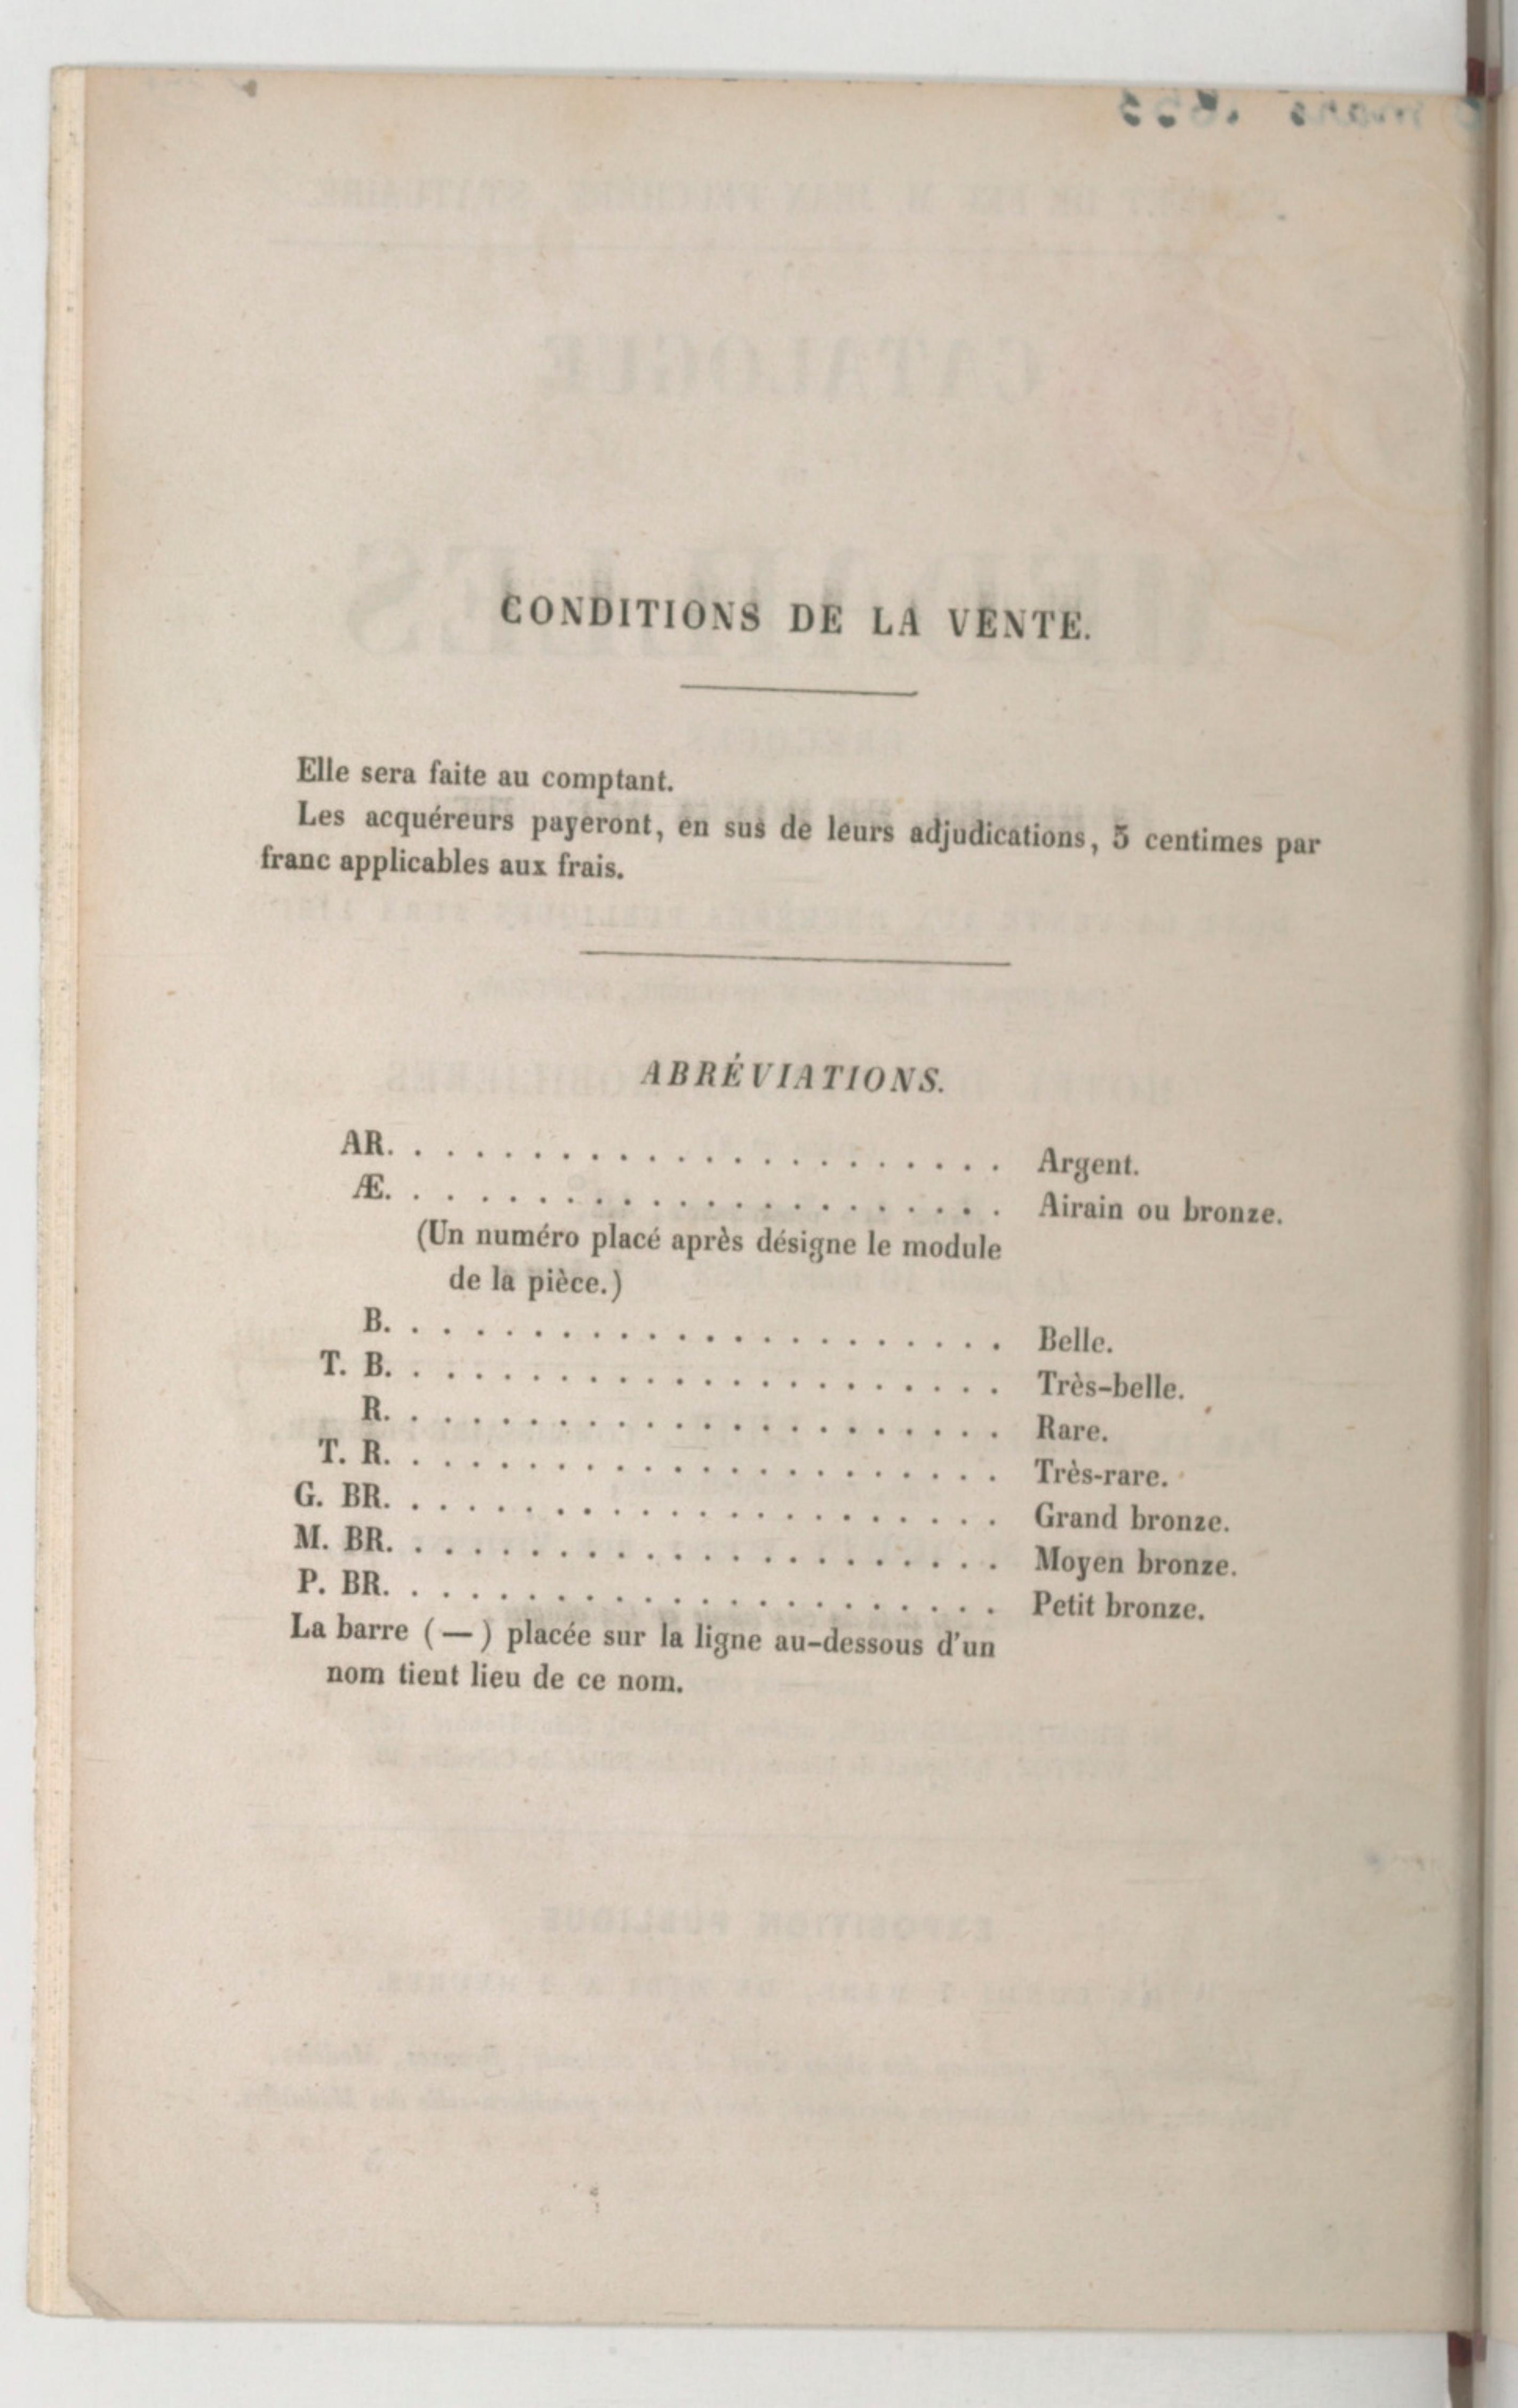 CONDITIONS DE LA VENTE.
Elle sera faite au comptant.
Les acquéreurs payeront, en sus de leurs adjudications, 5 centimes par
franc applicables aux frais.
ABRÉVIATIONS.
AR. . . . . . . . . . . . . . . . . . . . . . Argent.
Æ. . . . . . . . . . . . . . . . . . . . . . Airain ou bronze.
(Un numéro placé après désigne le module
de la pièce.)
B. . . . . . . . . . . . . . . . . . . . . . Belle.
T. B. . . . . . . . . . . . . . . . . . . . . . Très-belle.
R. . . . . . . . . . . . . . . . . . . . . . Rare.
T. R. . . . . . . . . . . . . . . . . . . . . . Très-rare.
G. BR. . . . . . . . . . . . . . . . . . . . . . Grand bronze.
M. BR. . . . . . . . . . . . . . . . . . . . . . Moyen bronze.
P. BR. . . . . . . . . . . . . . . . . . . . . . Petit bronze.
La barre ( — ) placée sur la ligne au-dessous d'un
nom tient lieu de ce nom.